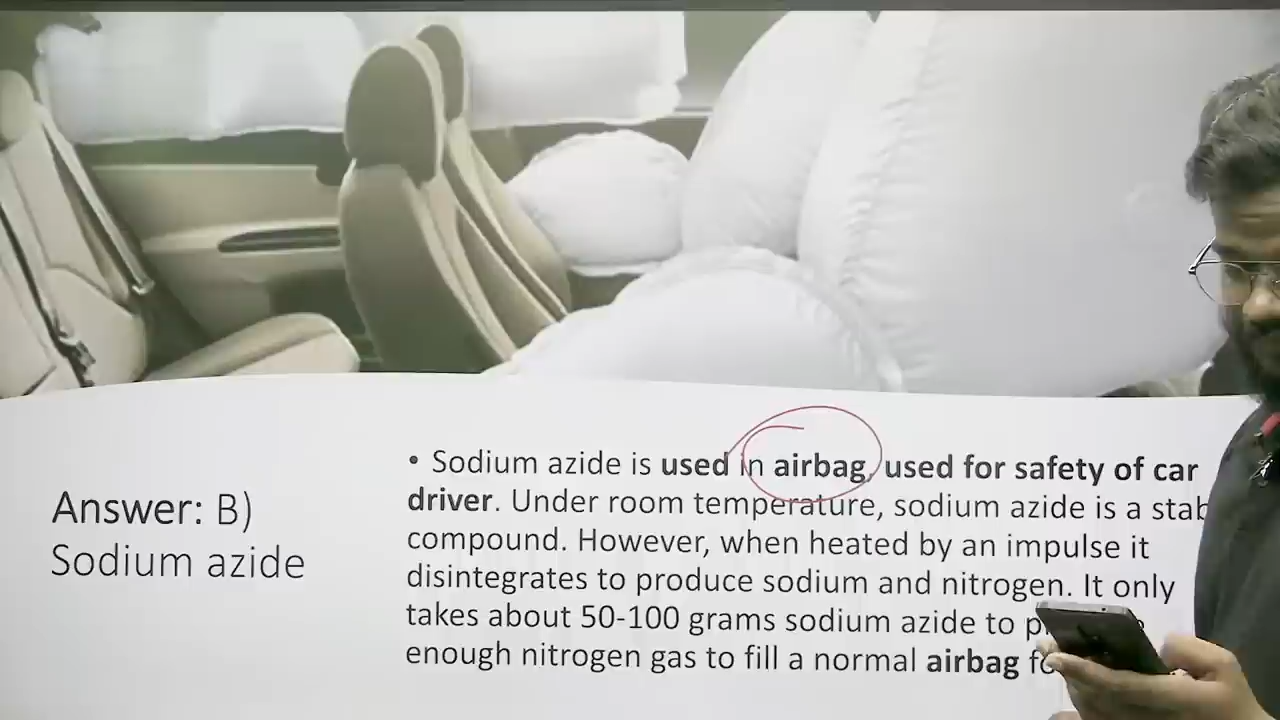 Answer: B)
Sodium azide
• Sodium azide is used in airbag, used for safety of car
driver. Under room temperature, sodium azide is a
compound. However, when heated by an impulse it
disintegrates to produce sodium and nitrogen. It only
takes about 50-100 grams sodium azide to
enough nitrogen gas to fill a normal airbag